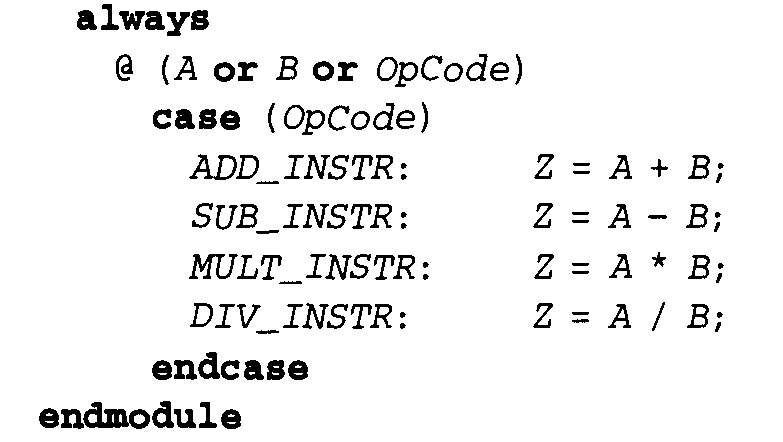 always
@ (A or B or OpCode)
case (OpCode)
ADD_INSTR: Z = A + B;
SUB_INSTR: Z = A - B;
MULT_INSTR: Z = A * B;
DIV_INSTR: Z = A / B;
endcase
endmodule